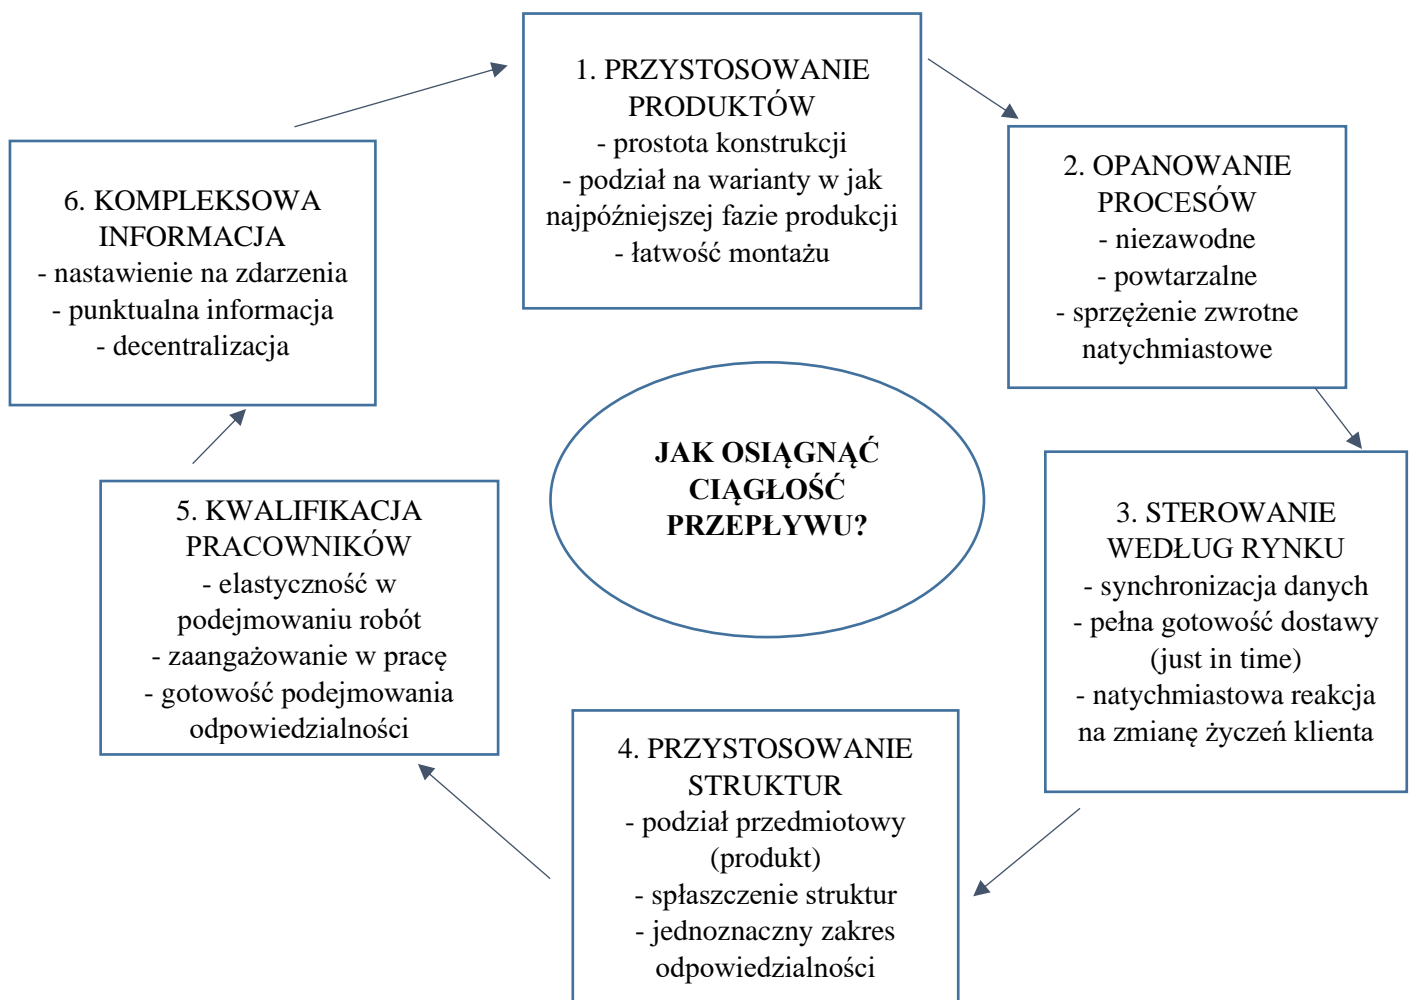 1. PRZYSTOSOWANIE
PRODUKTÓW
- prostota konstrukcji
- podział na warianty w jak
najpóźniejszej fazie produkcji
- łatwość montażu
2. OPANOWANIE
PROCESÓW
- niezawodne
- powtarzalne
- sprzężenie zwrotne
natychmiastowe
3. STEROWANIE
WEDŁUG RYNKU
- synchronizacja danych
- pełna gotowość dostawy
(just in time)
- natychmiastowa reakcja
na zmianę życzeń klienta
4. PRZYSTOSOWANIE
STRUKTUR
- podział przedmiotowy
(produkt)
- spłaszczenie struktur
- jednoznaczny zakres
odpowiedzialności
5. KWALIFIKACJA
PRACOWNIKÓW
- elastyczność w
podejmowaniu robót
- zaangażowanie w pracę
- gotowość podejmowania
odpowiedzialności
6. KOMPLEKSOWA
INFORMACJA
- nastawienie na zdarzenia
- punktualna informacja
- decentralizacja
JAK OSIĄGNĄĆ
CIĄGŁOŚĆ
PRZEPŁYWU?